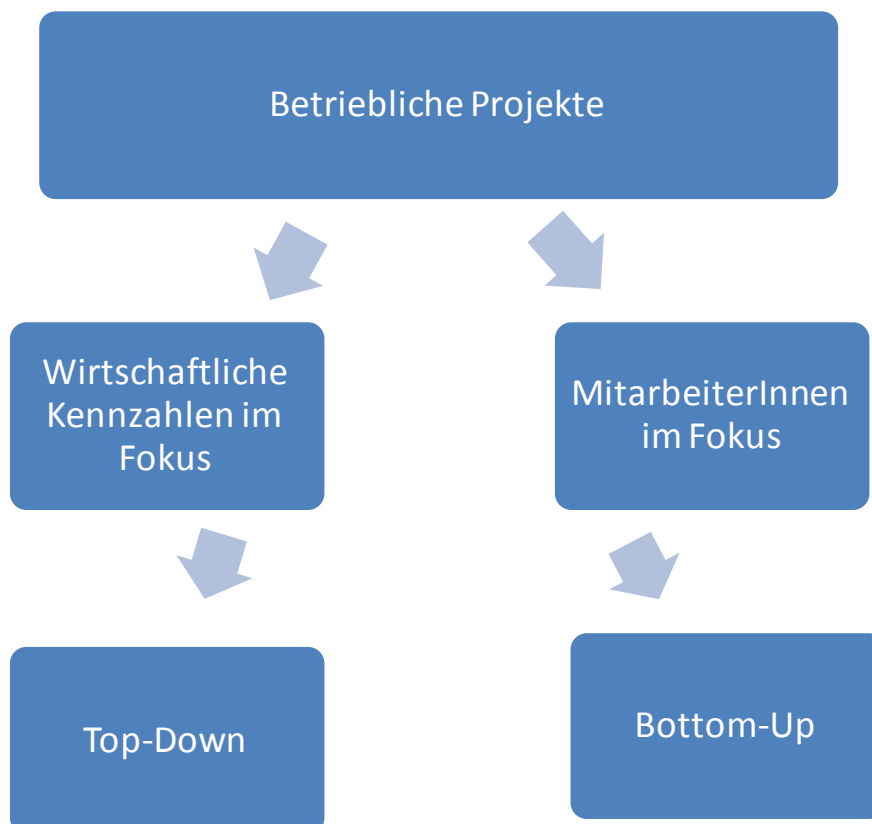 Betriebliche Projekte
Wirtschaftliche
Kennzahlen im
Fokus
MitarbeiterInnen
im Fokus
Top-Down
Bottom-Up